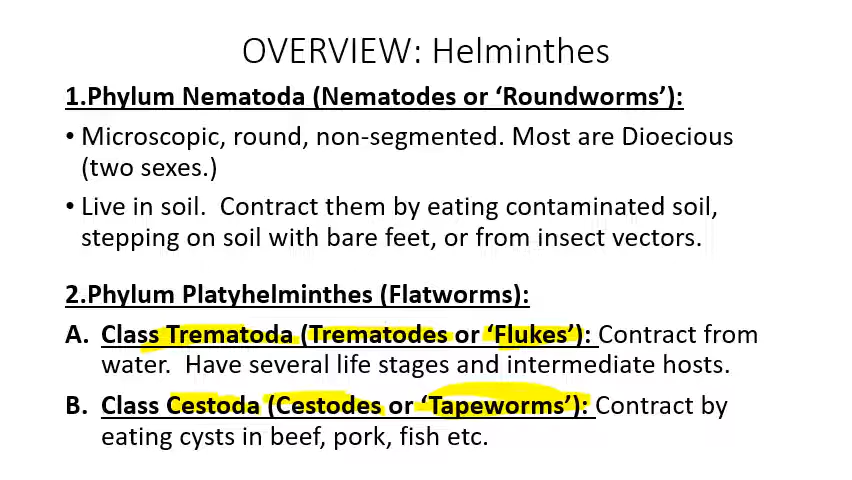 OVERVIEW: Helminthes
1.Phylum Nematoda (Nematodes or ‘Roundworms’):
• Microscopic, round, non-segmented. Most are Dioecious
(two sexes.)
• Live in soil.  Contract them by eating contaminated soil,
stepping on soil with bare feet, or from insect vectors.
2.Phylum Platyhelminthes (Flatworms):
A. Class Trematoda (Trematodes or ‘Flukes’): Contract from
water.  Have several life stages and intermediate hosts.
B. Class Cestoda (Cestodes or ‘Tapeworms’): Contract by
eating cysts in beef, pork, fish etc.